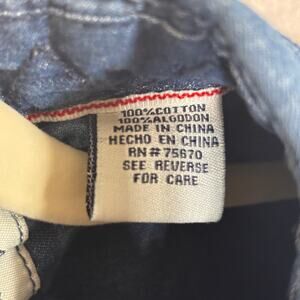 100%COTTON
100%ALGODON
MADE IN CHINA
HECHO EN CHINA
RN# 75670
SEE REVERSE
FOR CARE